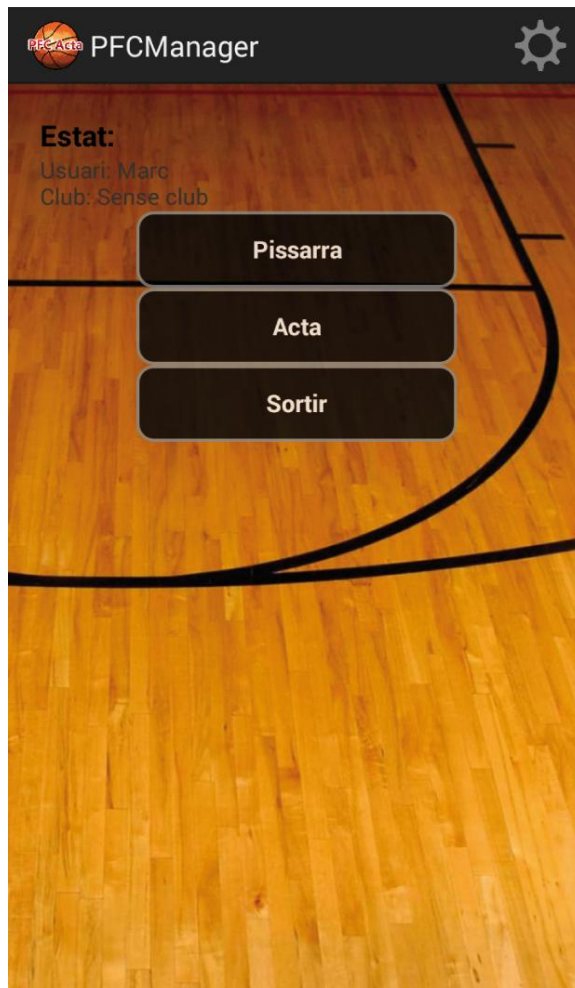 PFC Acta
PFCManager
Estat:
Usuari: Marc
Club: Sense club
Pissarra
Acta
Sortir